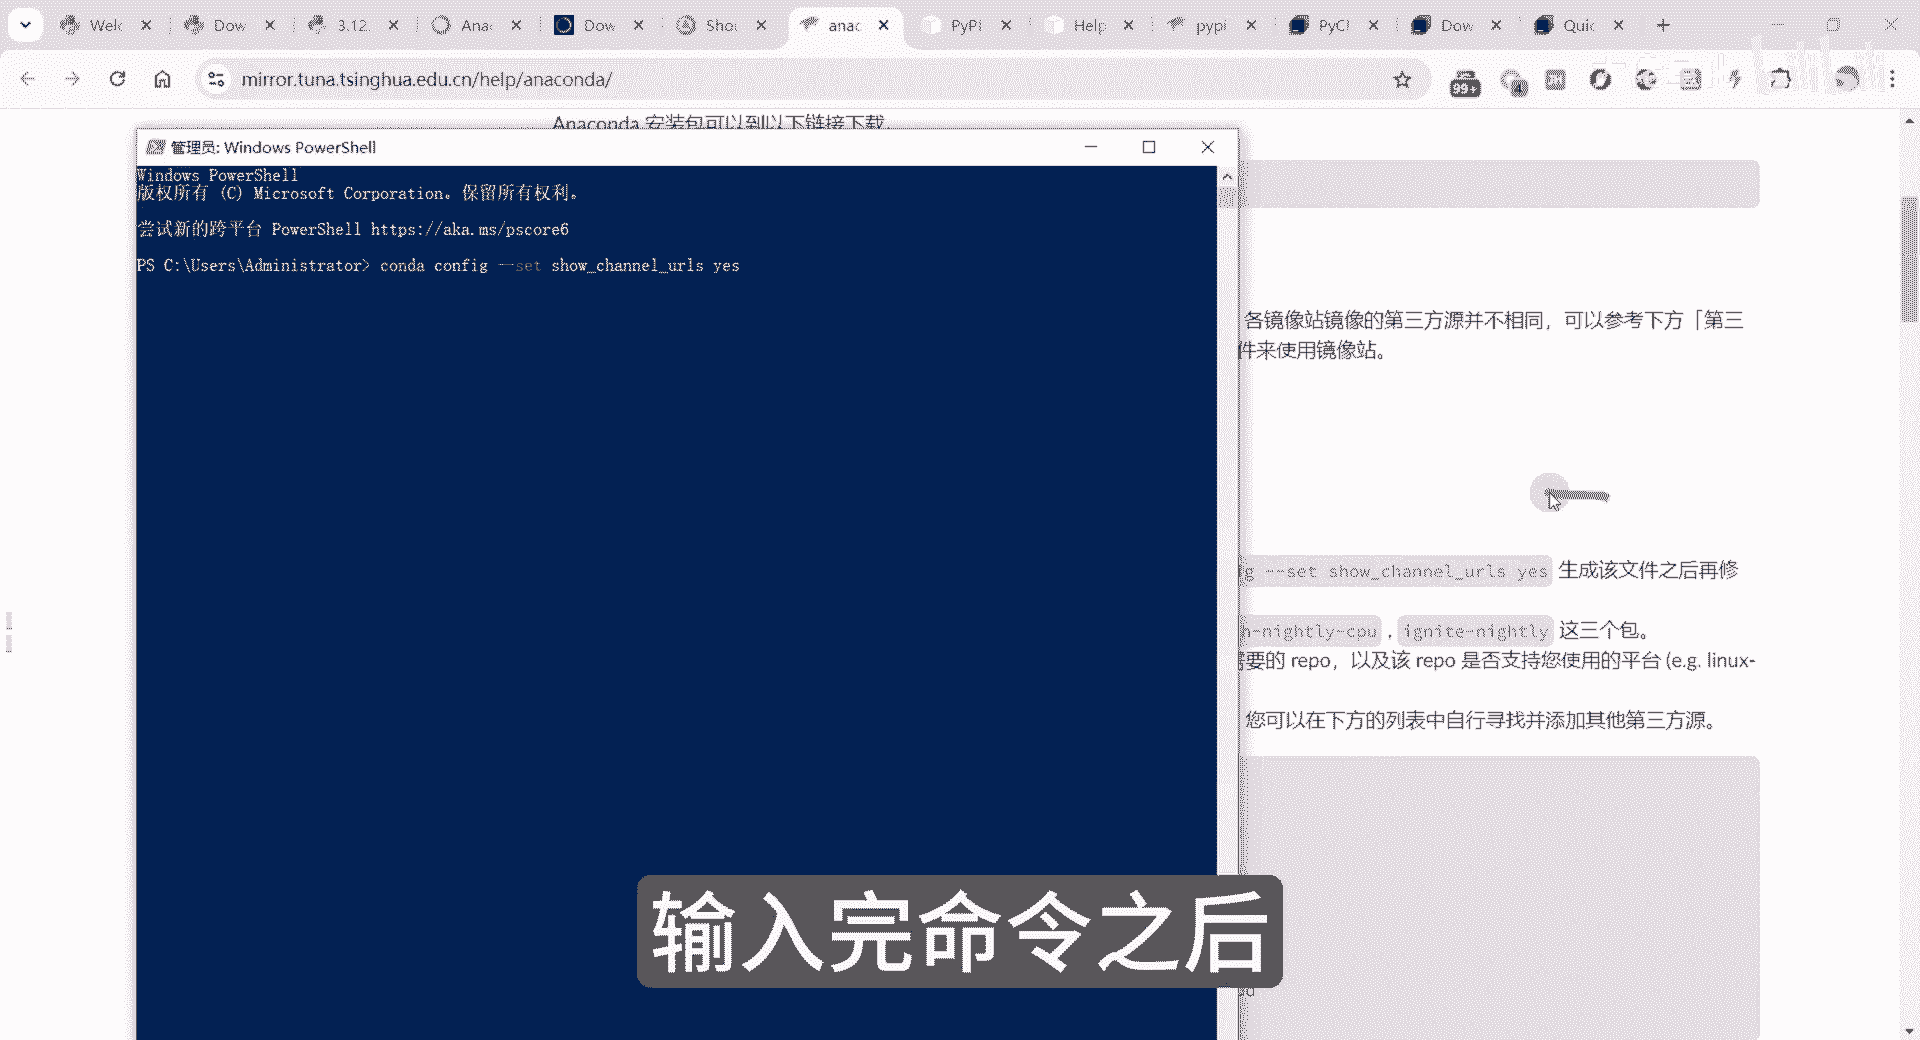 Welc
Dow
3.12.
Ana
Dow
Sho
anac
PyPI
Help
pypi
PyC
Dow
Quic
mirror.tuna.tsinghua.edu.cn/help/anaconda/
99+
4
Anaconda 安装包可以到以下链接下载
管理员: Windows PowerShell
Windows PowerShell
版权所有 (C) Microsoft Corporation。保留所有权利。
尝试新的跨平台 PowerShell https://aka.ms/pscore6
PS C:\Users\Administrator> conda config --set show_channel_urls yes
各镜像站镜像的第三方源并不相同，可以参考下方「第三
件来使用镜像站。
g --set show_channel_urls yes 生成该文件之后再修
h-nightly-cpu , ignite-nightly 这三个包。
需要的 repo，以及该 repo 是否支持您使用的平台 (e.g. linux-
您可以在下方的列表中自行寻找并添加其他第三方源。
输入完命令之后